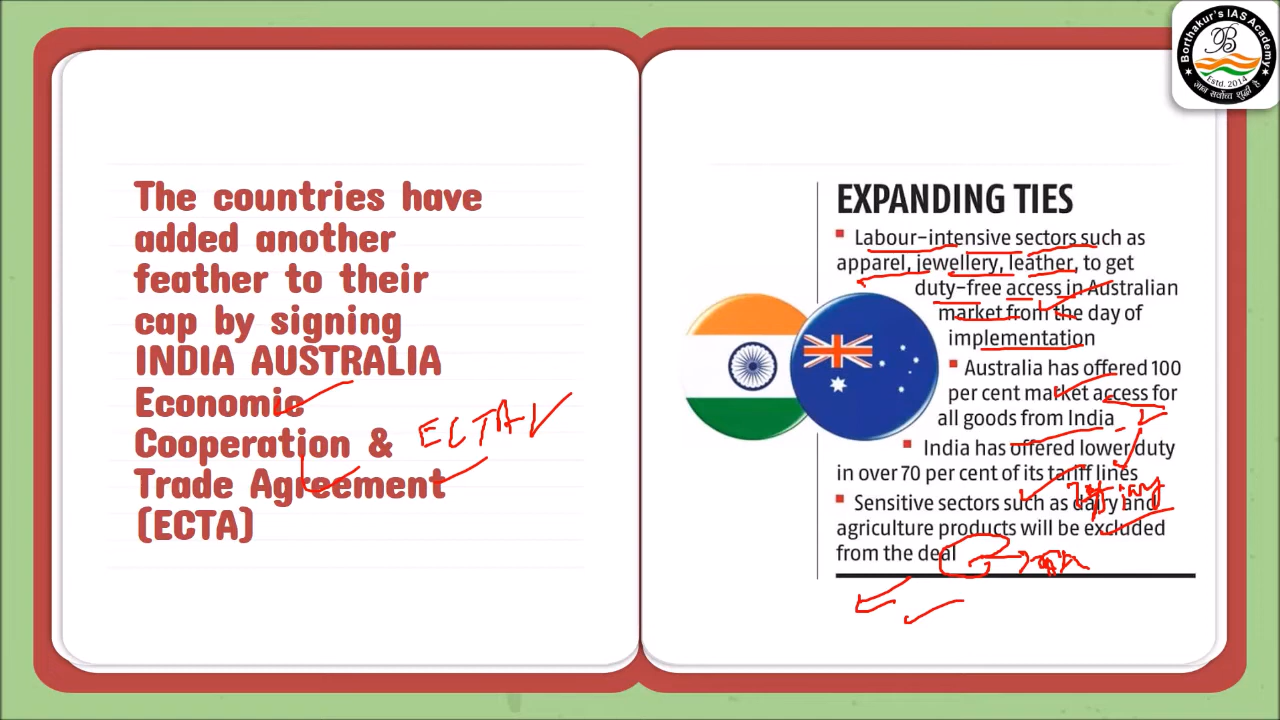 The countries have
added another
feather to their
cap by signing
INDIA AUSTRALIA
Economic
Cooperation &
Trade Agreement
(ECTA)
ECTA
EXPANDING TIES
Labour-intensive sectors such as
apparel, jewellery, leather, to get
duty-free access in Australian
market from the day of
implementation
Australia has offered 100
per cent market access for
all goods from India
India has offered lower duty
in over 70 per cent of its tariff lines
Sensitive sectors such as dairy and
agriculture products will be excluded
from the deal
Borthakur's IAS Academy
B
Estd. 2014